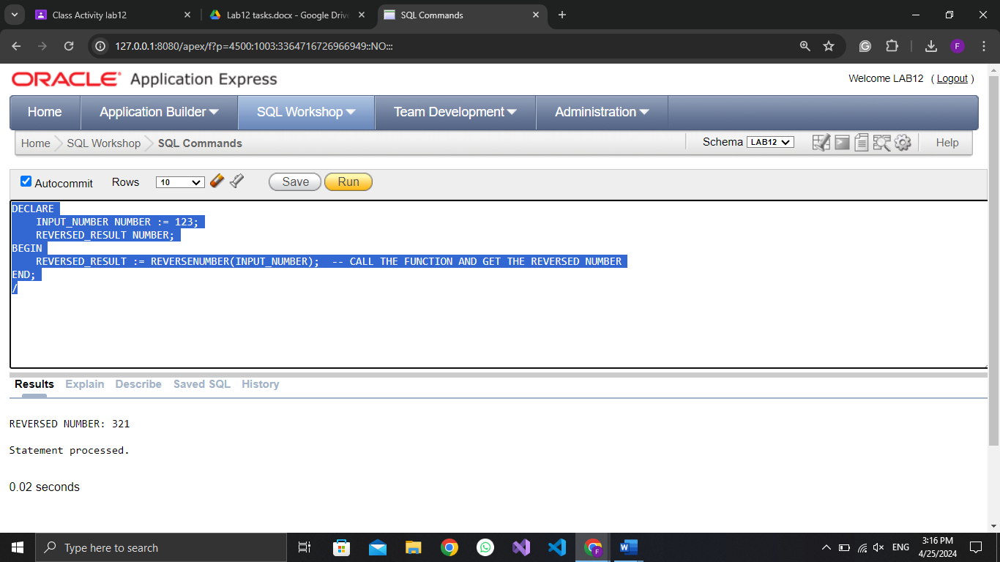 Class Activity lab12
Lab12 tasks.docx - Google Drive
SQL Commands
127.0.0.1:8080/apex/f?p=4500:1003:3364716726966949::NO:::
F
ORACLE Application Express
Welcome LAB12 ( Logout )
Home
Application Builder
SQL Workshop
Team Development
Administration
Home
SQL Workshop
SQL Commands
Schema
LAB12
Help
Autocommit
Rows
10
Save
Run
DECLARE
    INPUT_NUMBER NUMBER := 123;
    REVERSED_RESULT NUMBER;
BEGIN
    REVERSED_RESULT := REVERSENUMBER(INPUT_NUMBER);  -- CALL THE FUNCTION AND GET THE REVERSED NUMBER
END;
/
Results
Explain
Describe
Saved SQL
History
REVERSED NUMBER: 321
Statement processed.
0.02 seconds
Type here to search
ENG
3:16 PM
4/25/2024